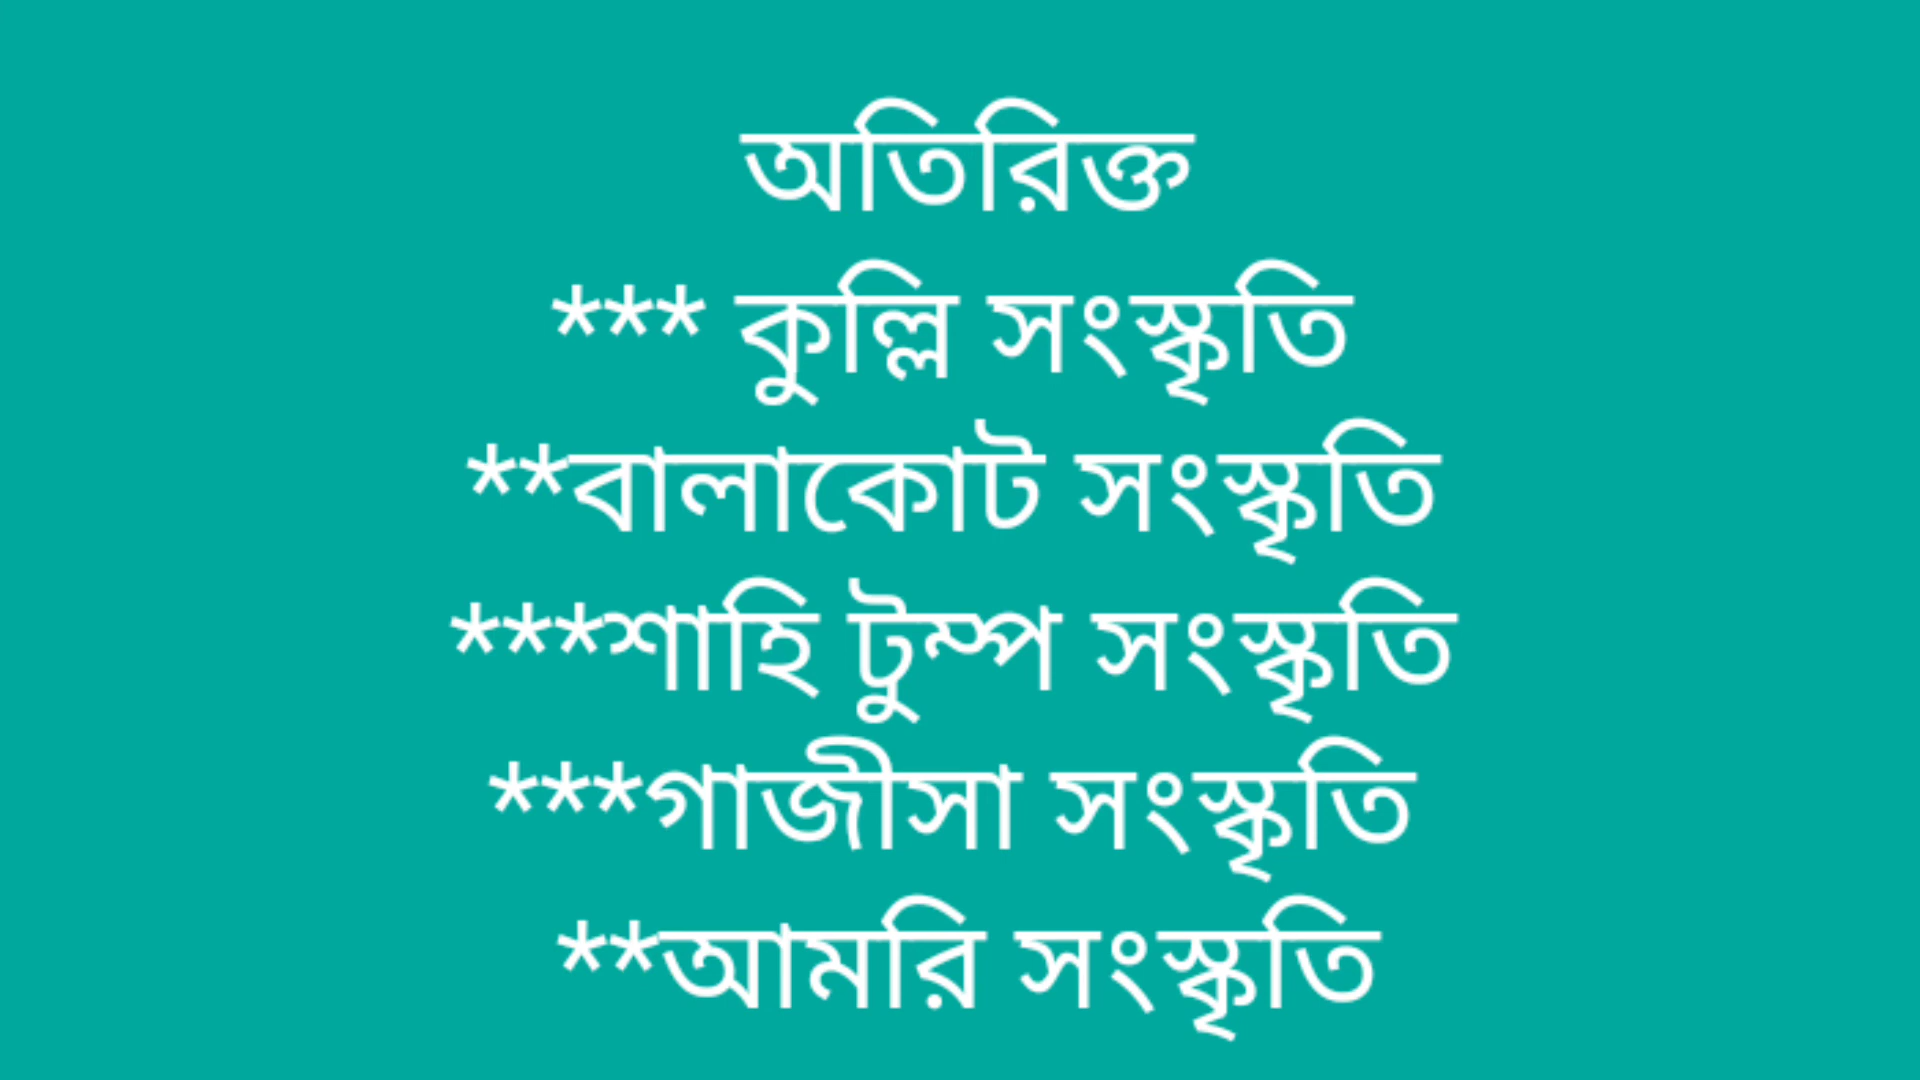 অতিরিক্ত
*** কুল্লি সংস্কৃতি
**বালাকোট সংস্কৃতি
***শাহি টুম্প সংস্কৃতি
***গাজীসা সংস্কৃতি
**আমরি সংস্কৃতি